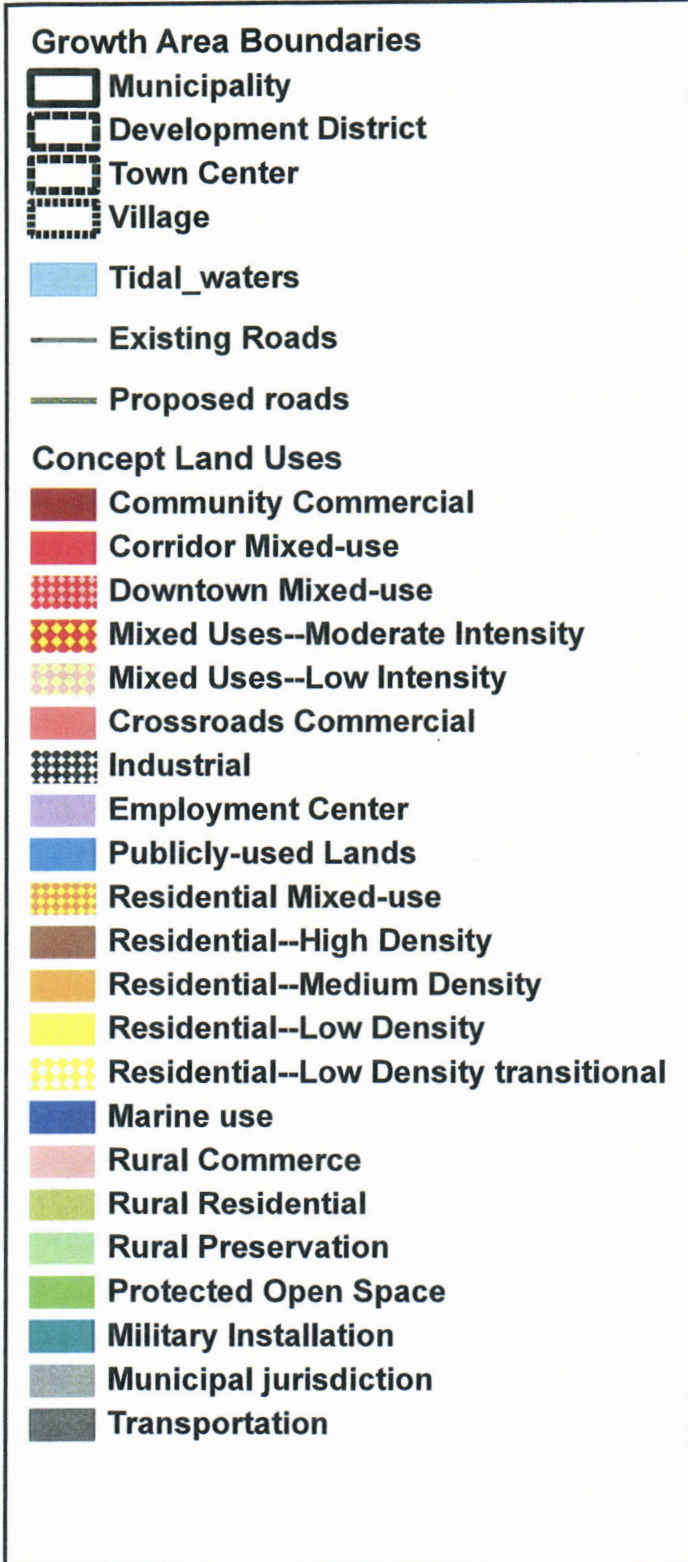 Growth Area Boundaries
Municipality
Development District
Town Center
Village
Tidal_waters
Existing Roads
Proposed roads
Concept Land Uses
Community Commercial
Corridor Mixed-use
Downtown Mixed-use
Mixed Uses--Moderate Intensity
Mixed Uses--Low Intensity
Crossroads Commercial
Industrial
Employment Center
Publicly-used Lands
Residential Mixed-use
Residential--High Density
Residential--Medium Density
Residential--Low Density
Residential--Low Density transitional
Marine use
Rural Commerce
Rural Residential
Rural Preservation
Protected Open Space
Military Installation
Municipal jurisdiction
Transportation